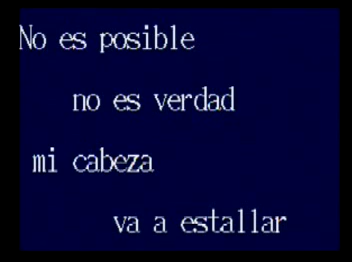 No es posible
no es verdad
mi cabeza
va a estallar